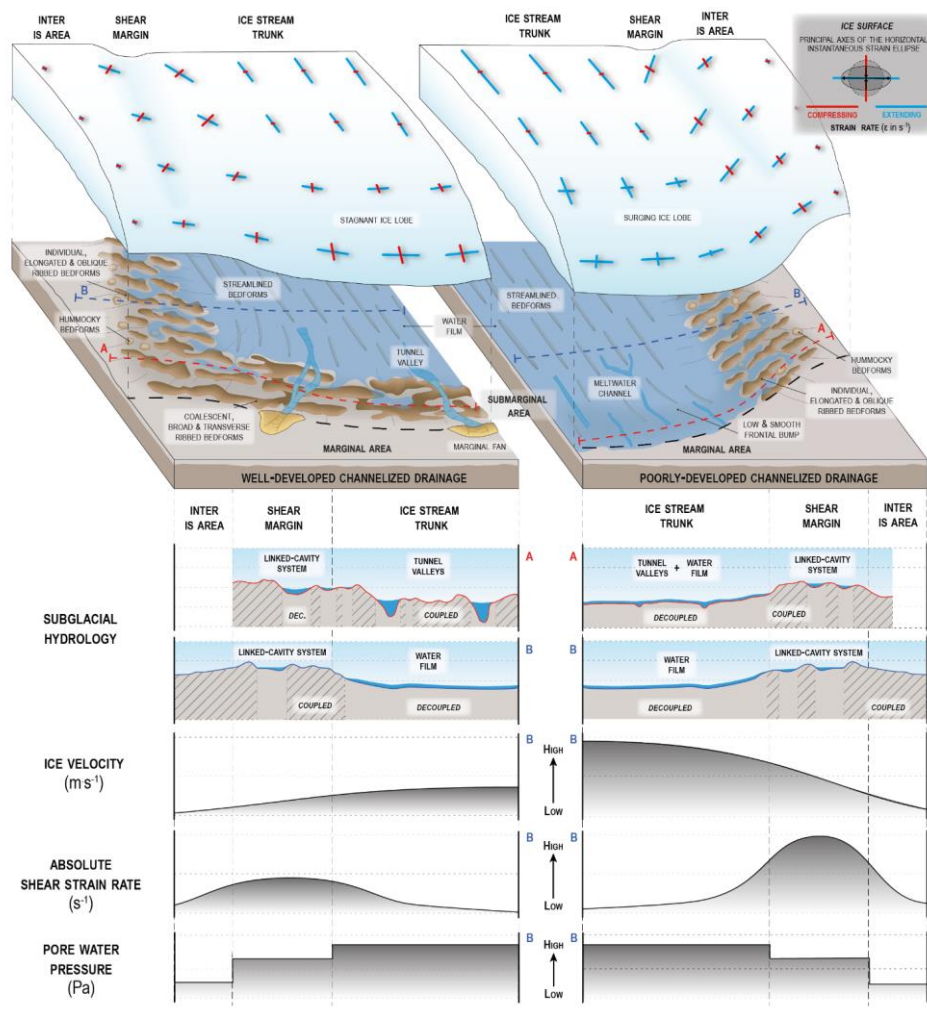 INTER
IS AREA
SHEAR
MARGIN
ICE STREAM
TRUNK
ICE STREAM
TRUNK
SHEAR
MARGIN
INTER
IS AREA
ICE SURFACE
PRINCIPAL AXES OF THE HORIZONTAL
INSTANTANEOUS STRAIN ELLIPSE
COMPRESSING
EXTENDING
STRAIN RATE (ε in s⁻¹)
STAGNANT ICE LOBE
SURGING ICE LOBE
INDIVIDUAL,
ELONGATED & OBLIQUE
RIBBED BEDFORMS
B
STREAMLINED
BEDFORMS
HUMMOCKY
BEDFORMS
A
WATER
FILM
TUNNEL
VALLEY
SUBMARGINAL
AREA
COALESCENT,
BROAD & TRANSVERSE
RIBBED BEDFORMS
MARGINAL FAN
MARGINAL AREA
WELL-DEVELOPED CHANNELIZED DRAINAGE
STREAMLINED
BEDFORMS
B
A
HUMMOCKY
BEDFORMS
MELTWATER
CHANNEL
INDIVIDUAL,
ELONGATED & OBLIQUE
RIBBED BEDFORMS
LOW & SMOOTH
FRONTAL BUMP
MARGINAL AREA
POORLY-DEVELOPED CHANNELIZED DRAINAGE
INTER
IS AREA
SHEAR
MARGIN
ICE STREAM
TRUNK
ICE STREAM
TRUNK
SHEAR
MARGIN
INTER
IS AREA
SUBGLACIAL
HYDROLOGY
LINKED-CAVITY
SYSTEM
TUNNEL
VALLEYS
A
DEC.
COUPLED
A
TUNNEL
VALLEYS + WATER
FILM
LINKED-CAVITY
SYSTEM
DECOUPLED
COUPLED
LINKED-CAVITY SYSTEM
WATER
FILM
B
COUPLED
DECOUPLED
B
WATER
FILM
LINKED-CAVITY SYSTEM
DECOUPLED
COUPLED
ICE VELOCITY
(m s⁻¹)
B
HIGH
LOW
B
ABSOLUTE
SHEAR STRAIN RATE
(s⁻¹)
B
HIGH
LOW
B
PORE WATER
PRESSURE
(Pa)
B
HIGH
LOW
B